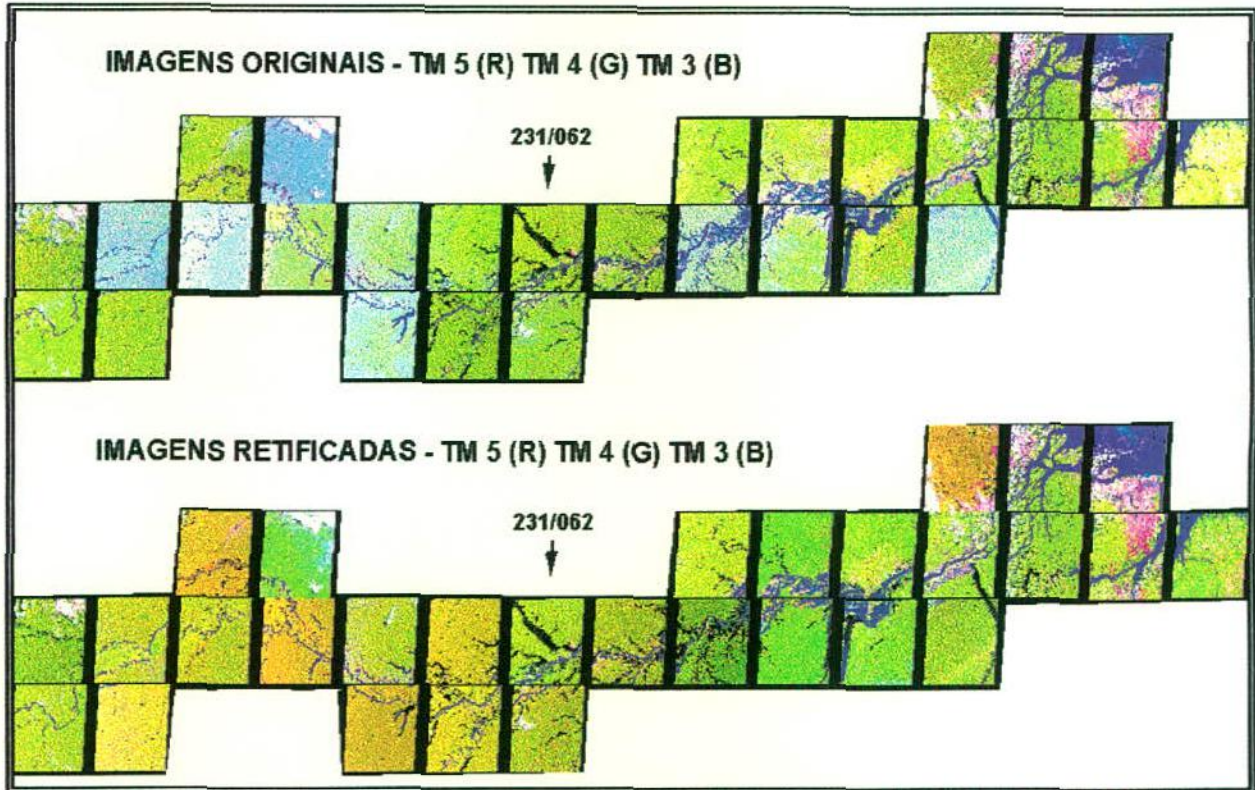 IMAGENS ORIGINAIS - TM 5 (R) TM 4 (G) TM 3 (B)
231/062
IMAGENS RETIFICADAS - TM 5 (R) TM 4 (G) TM 3 (B)
231/062